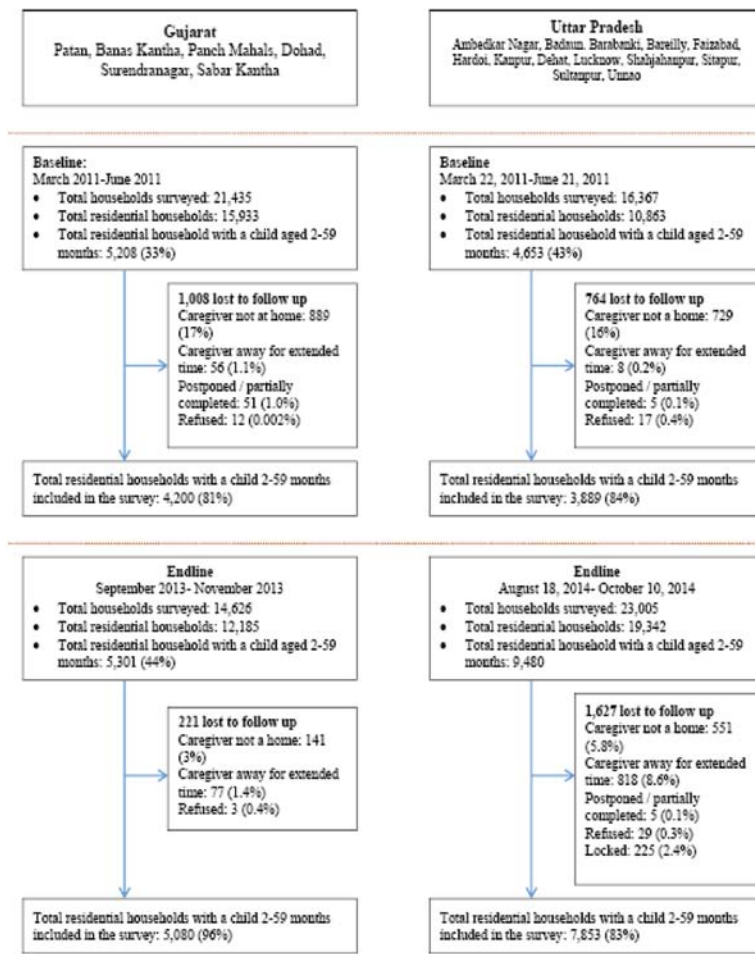 Gujarat
Patan, Banas Kantha, Panch Mahals, Dohad,
Surendranagar, Sabar Kantha
Uttar Pradesh
Ambedkar Nagar, Badaun, Barabanki, Bareilly, Faizabad,
Hardoi, Kanpur, Dehat, Lucknow, Shahjahanpur, Sitapur,
Sultanpur, Unnao
Baseline:
March 2011-June 2011
• Total households surveyed: 21,435
• Total residential households: 15,933
• Total residential household with a child aged 2-59
months: 5,208 (33%)
1,008 lost to follow up
Caregiver not at home: 889
(17%)
Caregiver away for extended
time: 56 (1.1%)
Postponed / partially
completed: 51 (1.0%)
Refused: 12 (0.002%)
Total residential households with a child 2-59 months
included in the survey: 4,200 (81%)
Baseline
March 22, 2011-June 21, 2011
• Total households surveyed: 16,367
• Total residential households: 10,863
• Total residential household with a child aged 2-59
months: 4,653 (43%)
764 lost to follow up
Caregiver not a home: 729
(16%)
Caregiver away for extended
time: 8 (0.2%)
Postponed / partially
completed: 5 (0.1%)
Refused: 17 (0.4%)
Total residential households with a child 2-59 months
included in the survey: 3,889 (84%)
Endline
September 2013- November 2013
• Total households surveyed: 14,626
• Total residential households: 12,185
• Total residential household with a child aged 2-59
months: 5,301 (44%)
221 lost to follow up
Caregiver not a home: 141
(3%)
Caregiver away for extended
time: 77 (1.4%)
Refused: 3 (0.4%)
Total residential households with a child 2-59 months
included in the survey: 5,080 (96%)
Endline
August 18, 2014- October 10, 2014
• Total households surveyed: 23,005
• Total residential households: 19,342
• Total residential household with a child aged 2-59
months: 9,480
1,627 lost to follow up
Caregiver not a home: 551
(5.8%)
Caregiver away for extended
time: 818 (8.6%)
Postponed / partially
completed: 5 (0.1%)
Refused: 29 (0.3%)
Locked: 225 (2.4%)
Total residential households with a child 2-59 months
included in the survey: 7,853 (83%)